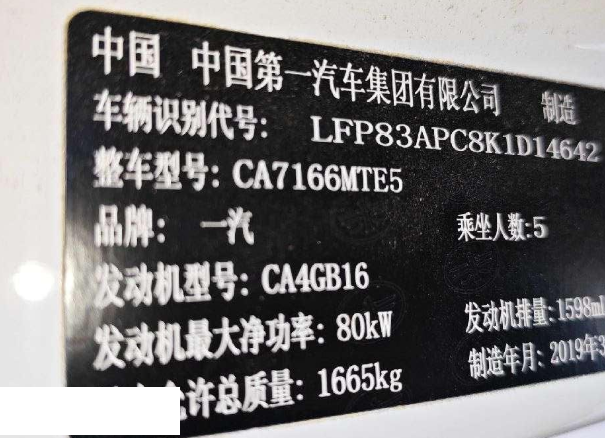 中国 中国第一汽车集团有限公司 制造
车辆识别代号: LFP83APC8K1D14642
整车型号: CA7166MTE5
品牌: 一汽 乘坐人数:5
发动机型号: CA4GB16
发动机最大净功率: 80kW 发动机排量: 1598ml
允许总质量: 1665kg 制造年月: 2019年3